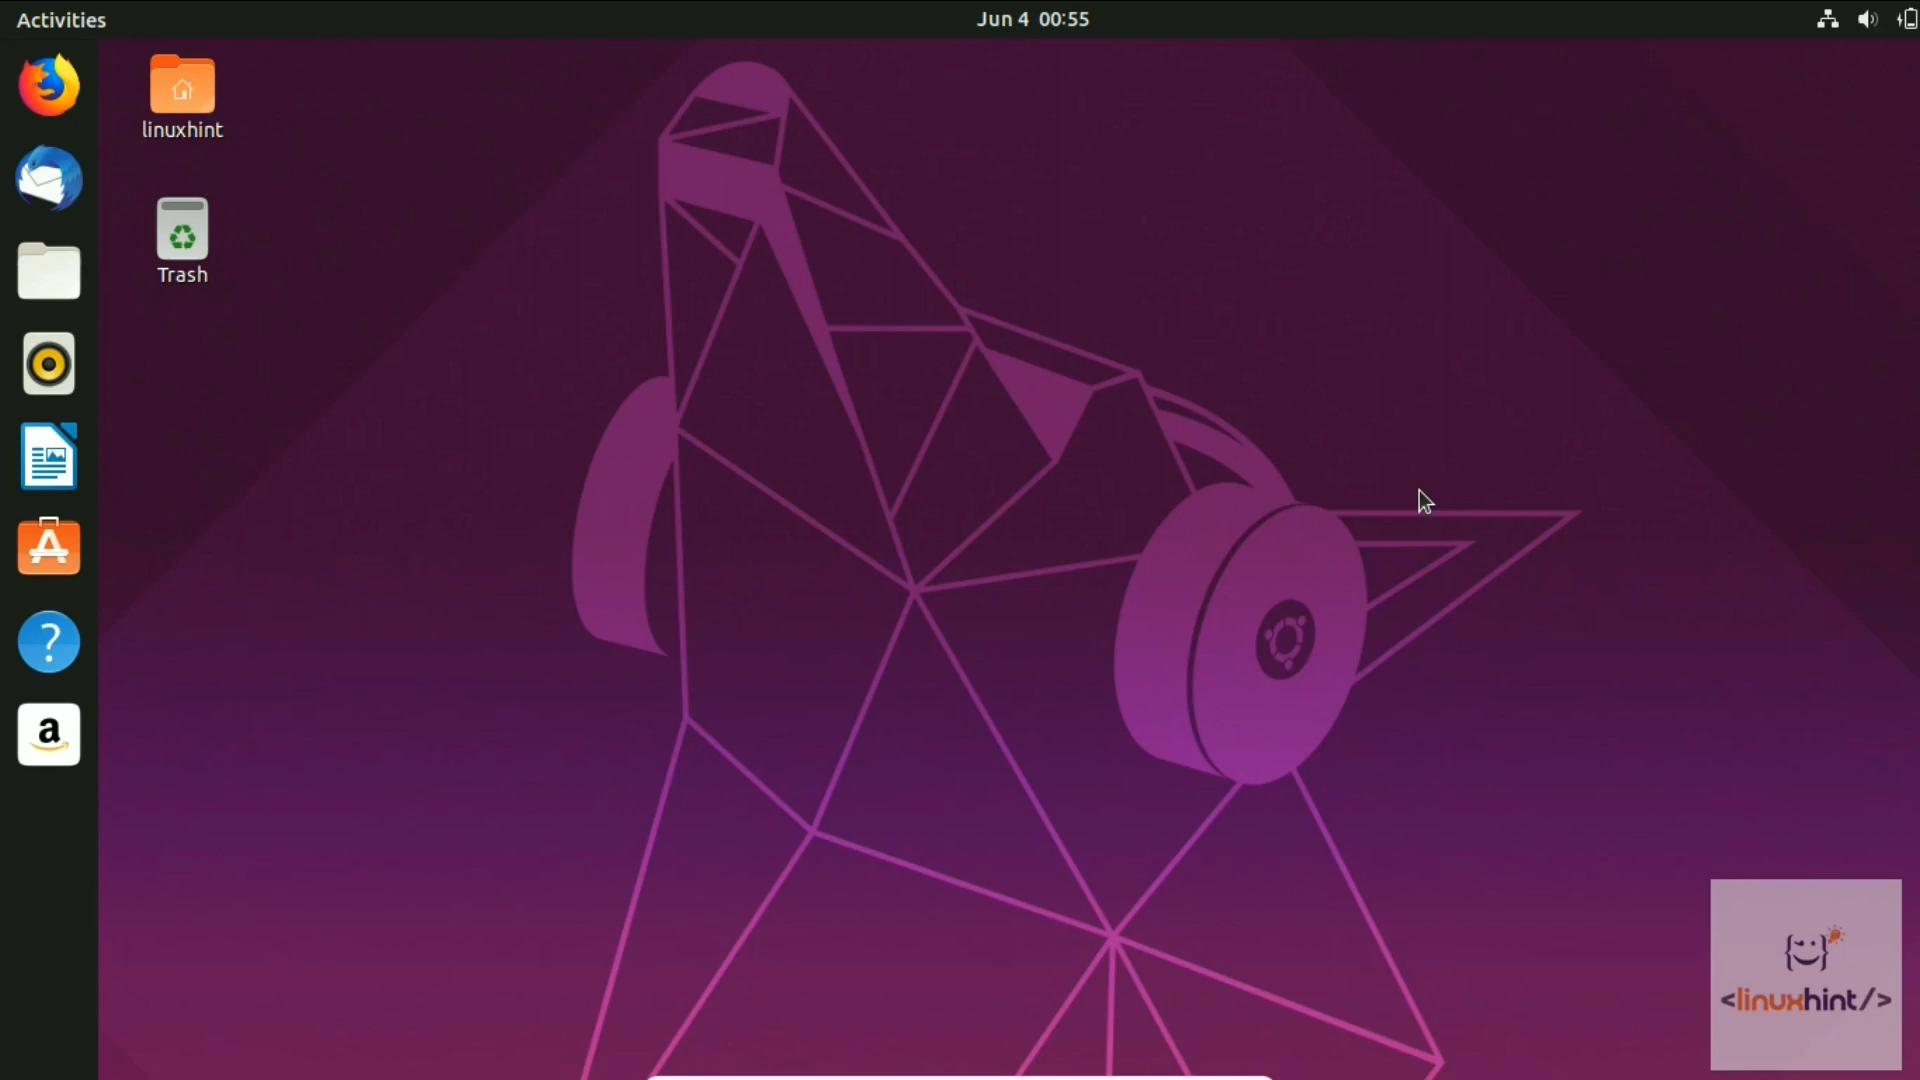 Activities
Jun 4 00:55
linuxhint
Trash
?
a
<linuxhint/>